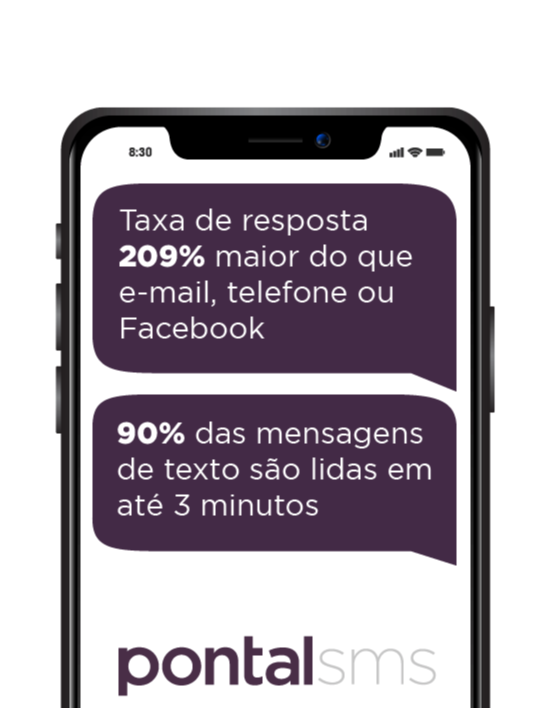 8:30
Taxa de resposta
209% maior do que
e-mail, telefone ou
Facebook
90% das mensagens
de texto são lidas em
até 3 minutos
pontalsms